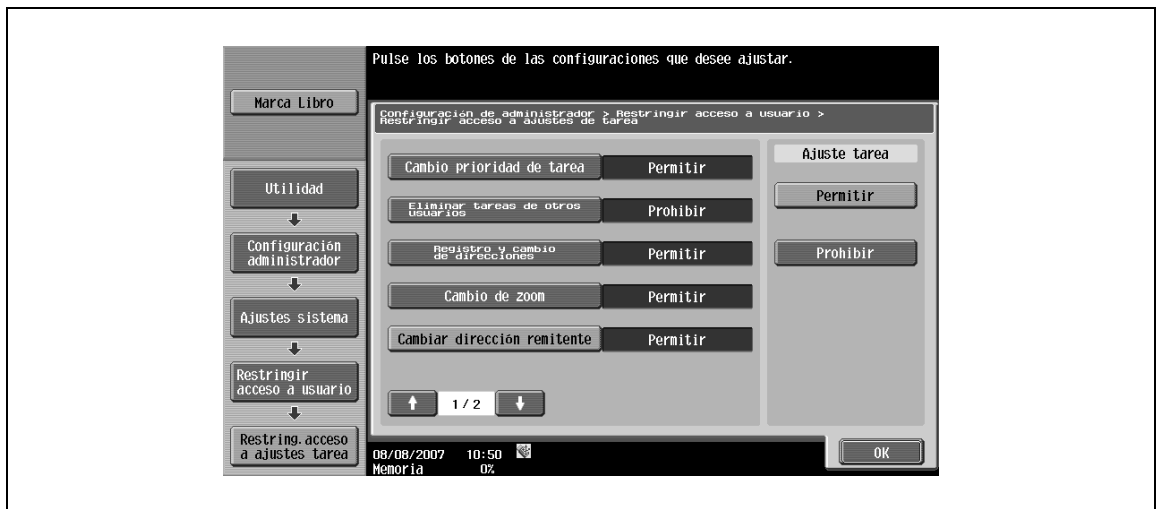 Pulse los botones de las configuraciones que desee ajustar.
Marca Libro
Configuración de administrador > Restringir acceso a usuario >
Restringir acceso a ajustes de tarea
Utilidad
Configuración
administrador
Ajustes sistema
Restringir
acceso a usuario
Restring.acceso
a ajustes tarea
Cambio prioridad de tarea
Permitir
Eliminar tareas de otros
usuarios
Prohibir
Registro y cambio
de direcciones
Permitir
Cambio de zoom
Permitir
Cambiar dirección remitente
Permitir
1/2
Ajuste tarea
Permitir
Prohibir
08/08/2007 10:50
Memoria 0%
OK